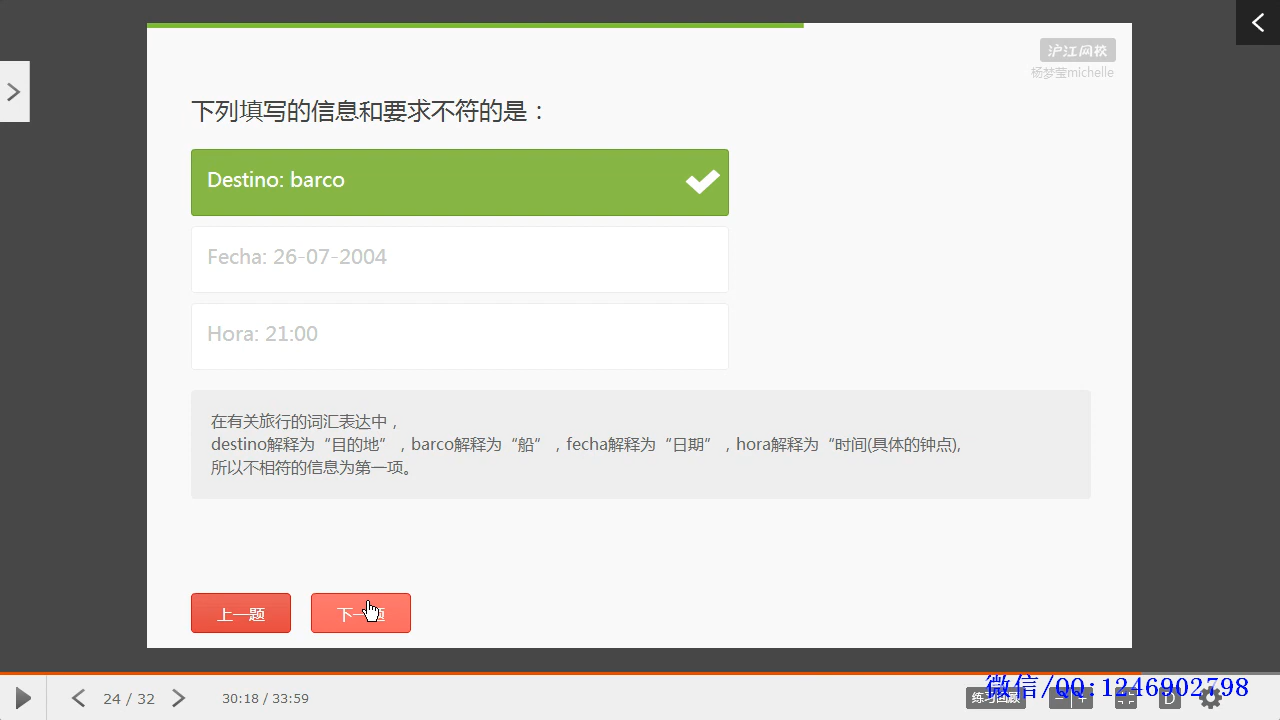 沪江网校
杨梦莹michelle
下列填写的信息和要求不符的是：
Destino: barco
Fecha: 26-07-2004
Hora: 21:00
在有关旅行的词汇表达中，
destino解释为“目的地”，barco解释为“船”，fecha解释为“日期”，hora解释为“时间(具体的钟点),
所以不相符的信息为第一项。
上一题
下一题
24 / 32
30:18 / 33:59
微信/QQ:1246902798
D